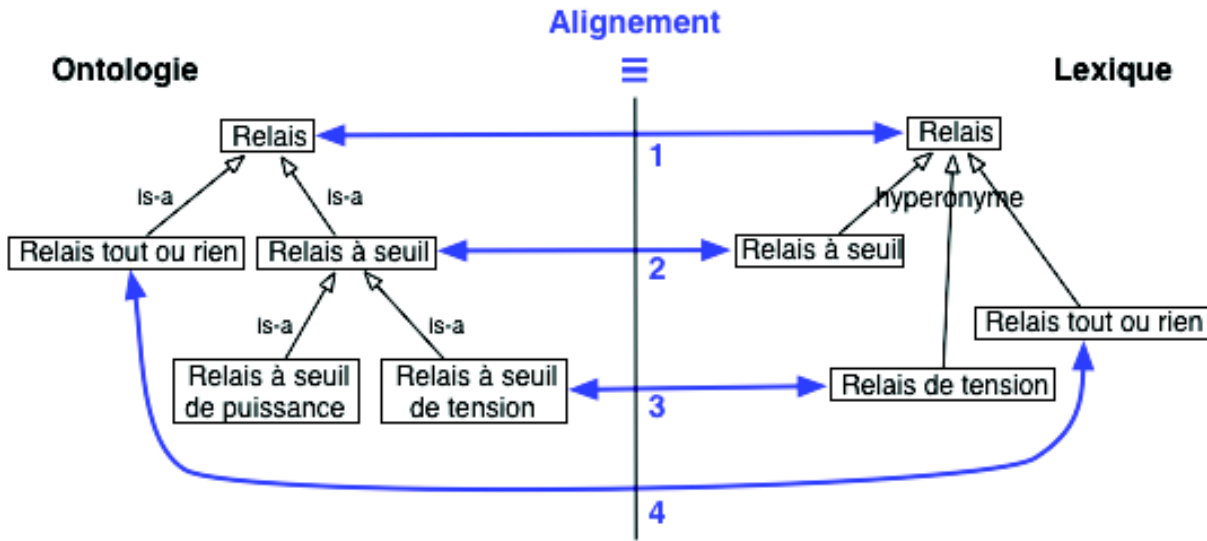 Alignement
Ontologie
≡
Lexique
Relais
1
Relais
Is-a
Is-a
hyperonyme
Relais tout ou rien
Relais à seuil
2
Relais à seuil
Is-a
Is-a
Relais tout ou rien
Relais à seuil
de puissance
Relais à seuil
de tension
3
Relais de tension
4